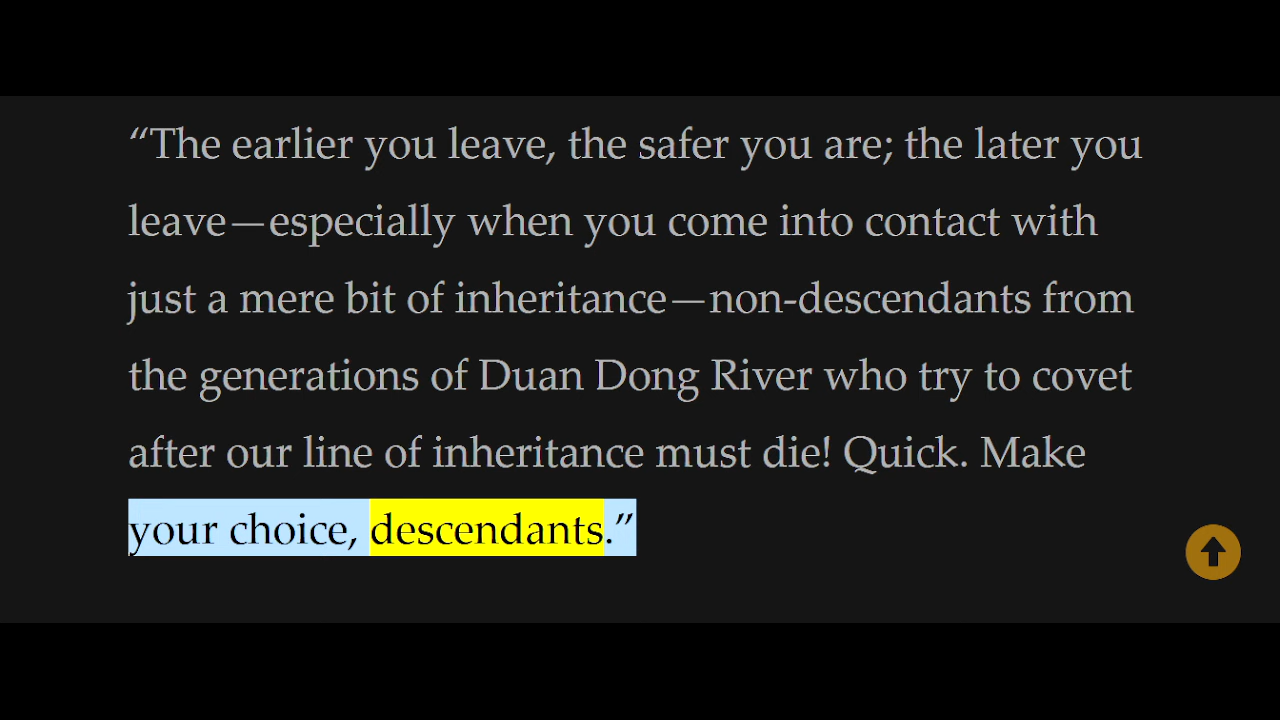 “The earlier you leave, the safer you are; the later you
leave—especially when you come into contact with
just a mere bit of inheritance—non-descendants from
the generations of Duan Dong River who try to covet
after our line of inheritance must die! Quick. Make
your choice, descendants.”